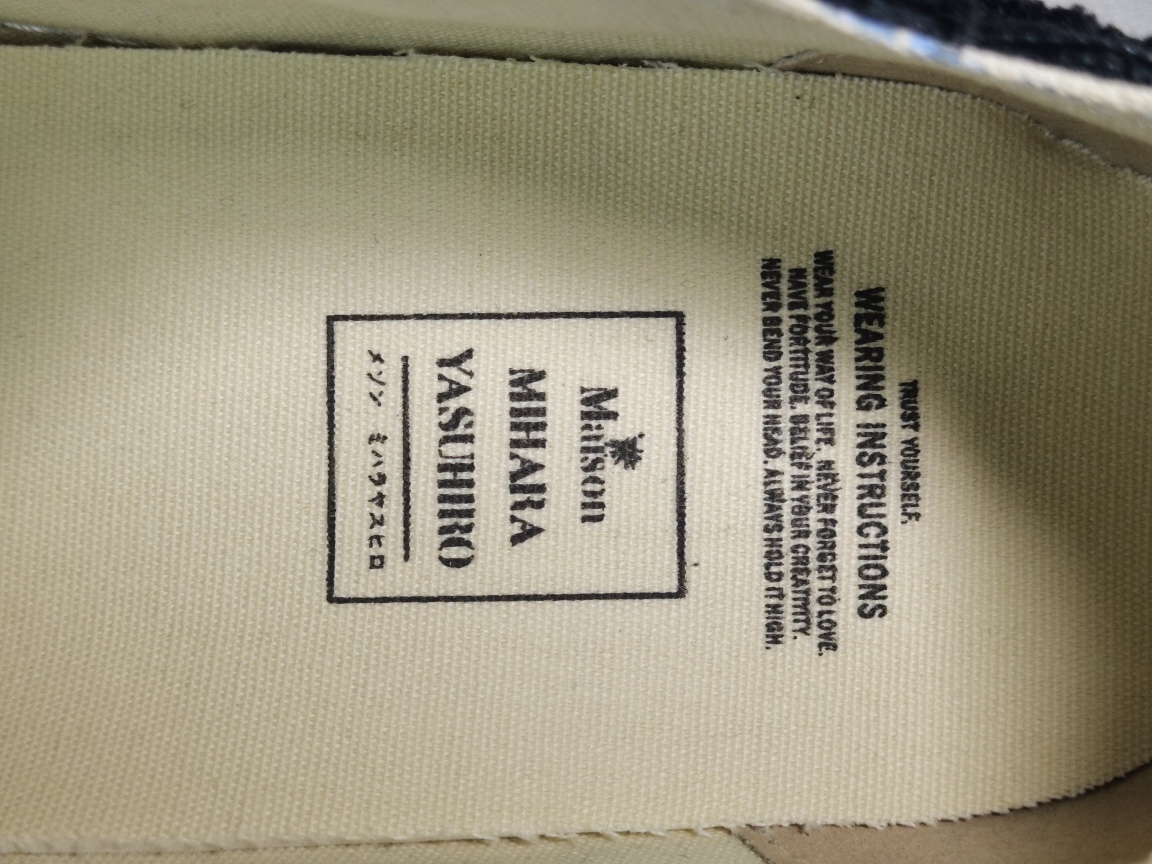 TRUST YOURSELF.
WEARING INSTRUCTIONS
WEAR YOUR WAY OF LIFE. NEVER FORGET TO LOVE.
HAVE FORTITUDE. BELIEF IN YOUR CREATIVITY.
NEVER BEND YOUR HEAD. ALWAYS HOLD IT HIGH.
Maison
MIHARA
YASUHIRO
メゾン ミハラヤスヒロ